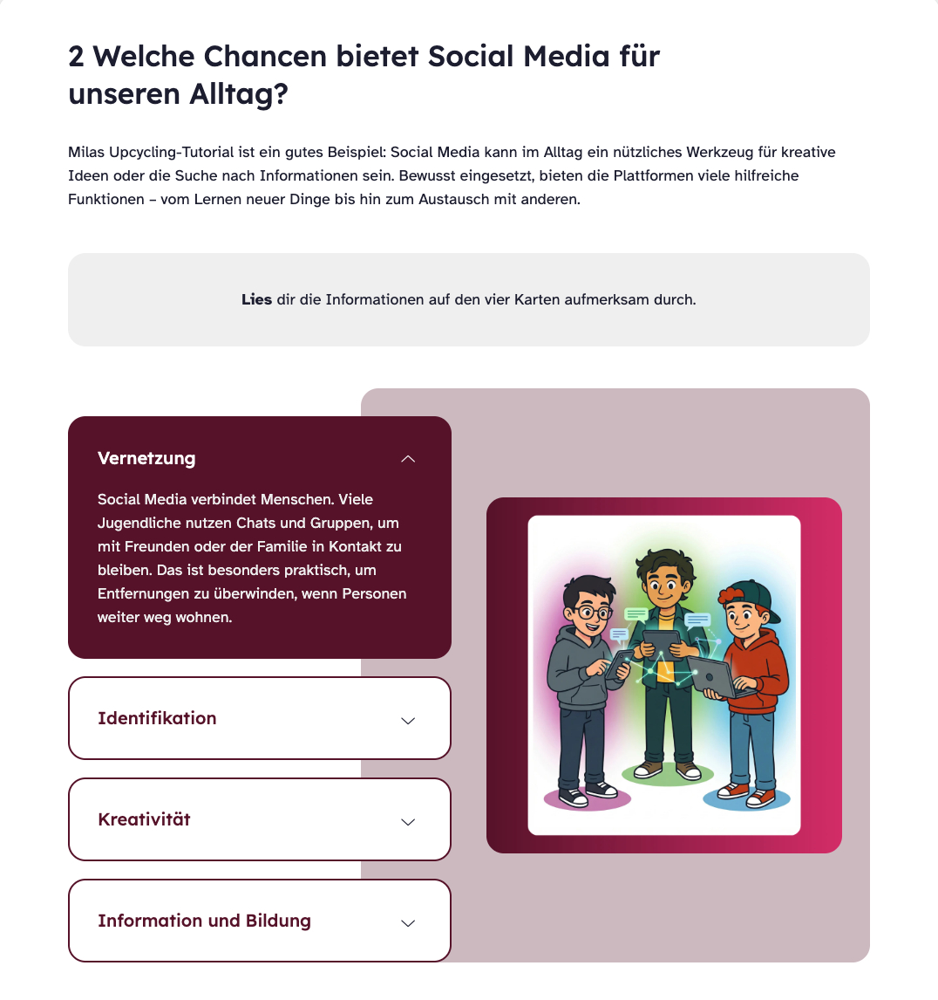 2 Welche Chancen bietet Social Media für
unseren Alltag?
Milas Upcycling-Tutorial ist ein gutes Beispiel: Social Media kann im Alltag ein nützliches Werkzeug für kreative
Ideen oder die Suche nach Informationen sein. Bewusst eingesetzt, bieten die Plattformen viele hilfreiche
Funktionen – vom Lernen neuer Dinge bis hin zum Austausch mit anderen.
Lies dir die Informationen auf den vier Karten aufmerksam durch.
Vernetzung
Social Media verbindet Menschen. Viele
Jugendliche nutzen Chats und Gruppen, um
mit Freunden oder der Familie in Kontakt zu
bleiben. Das ist besonders praktisch, um
Entfernungen zu überwinden, wenn Personen
weiter weg wohnen.
Identifikation
Kreativität
Information und Bildung